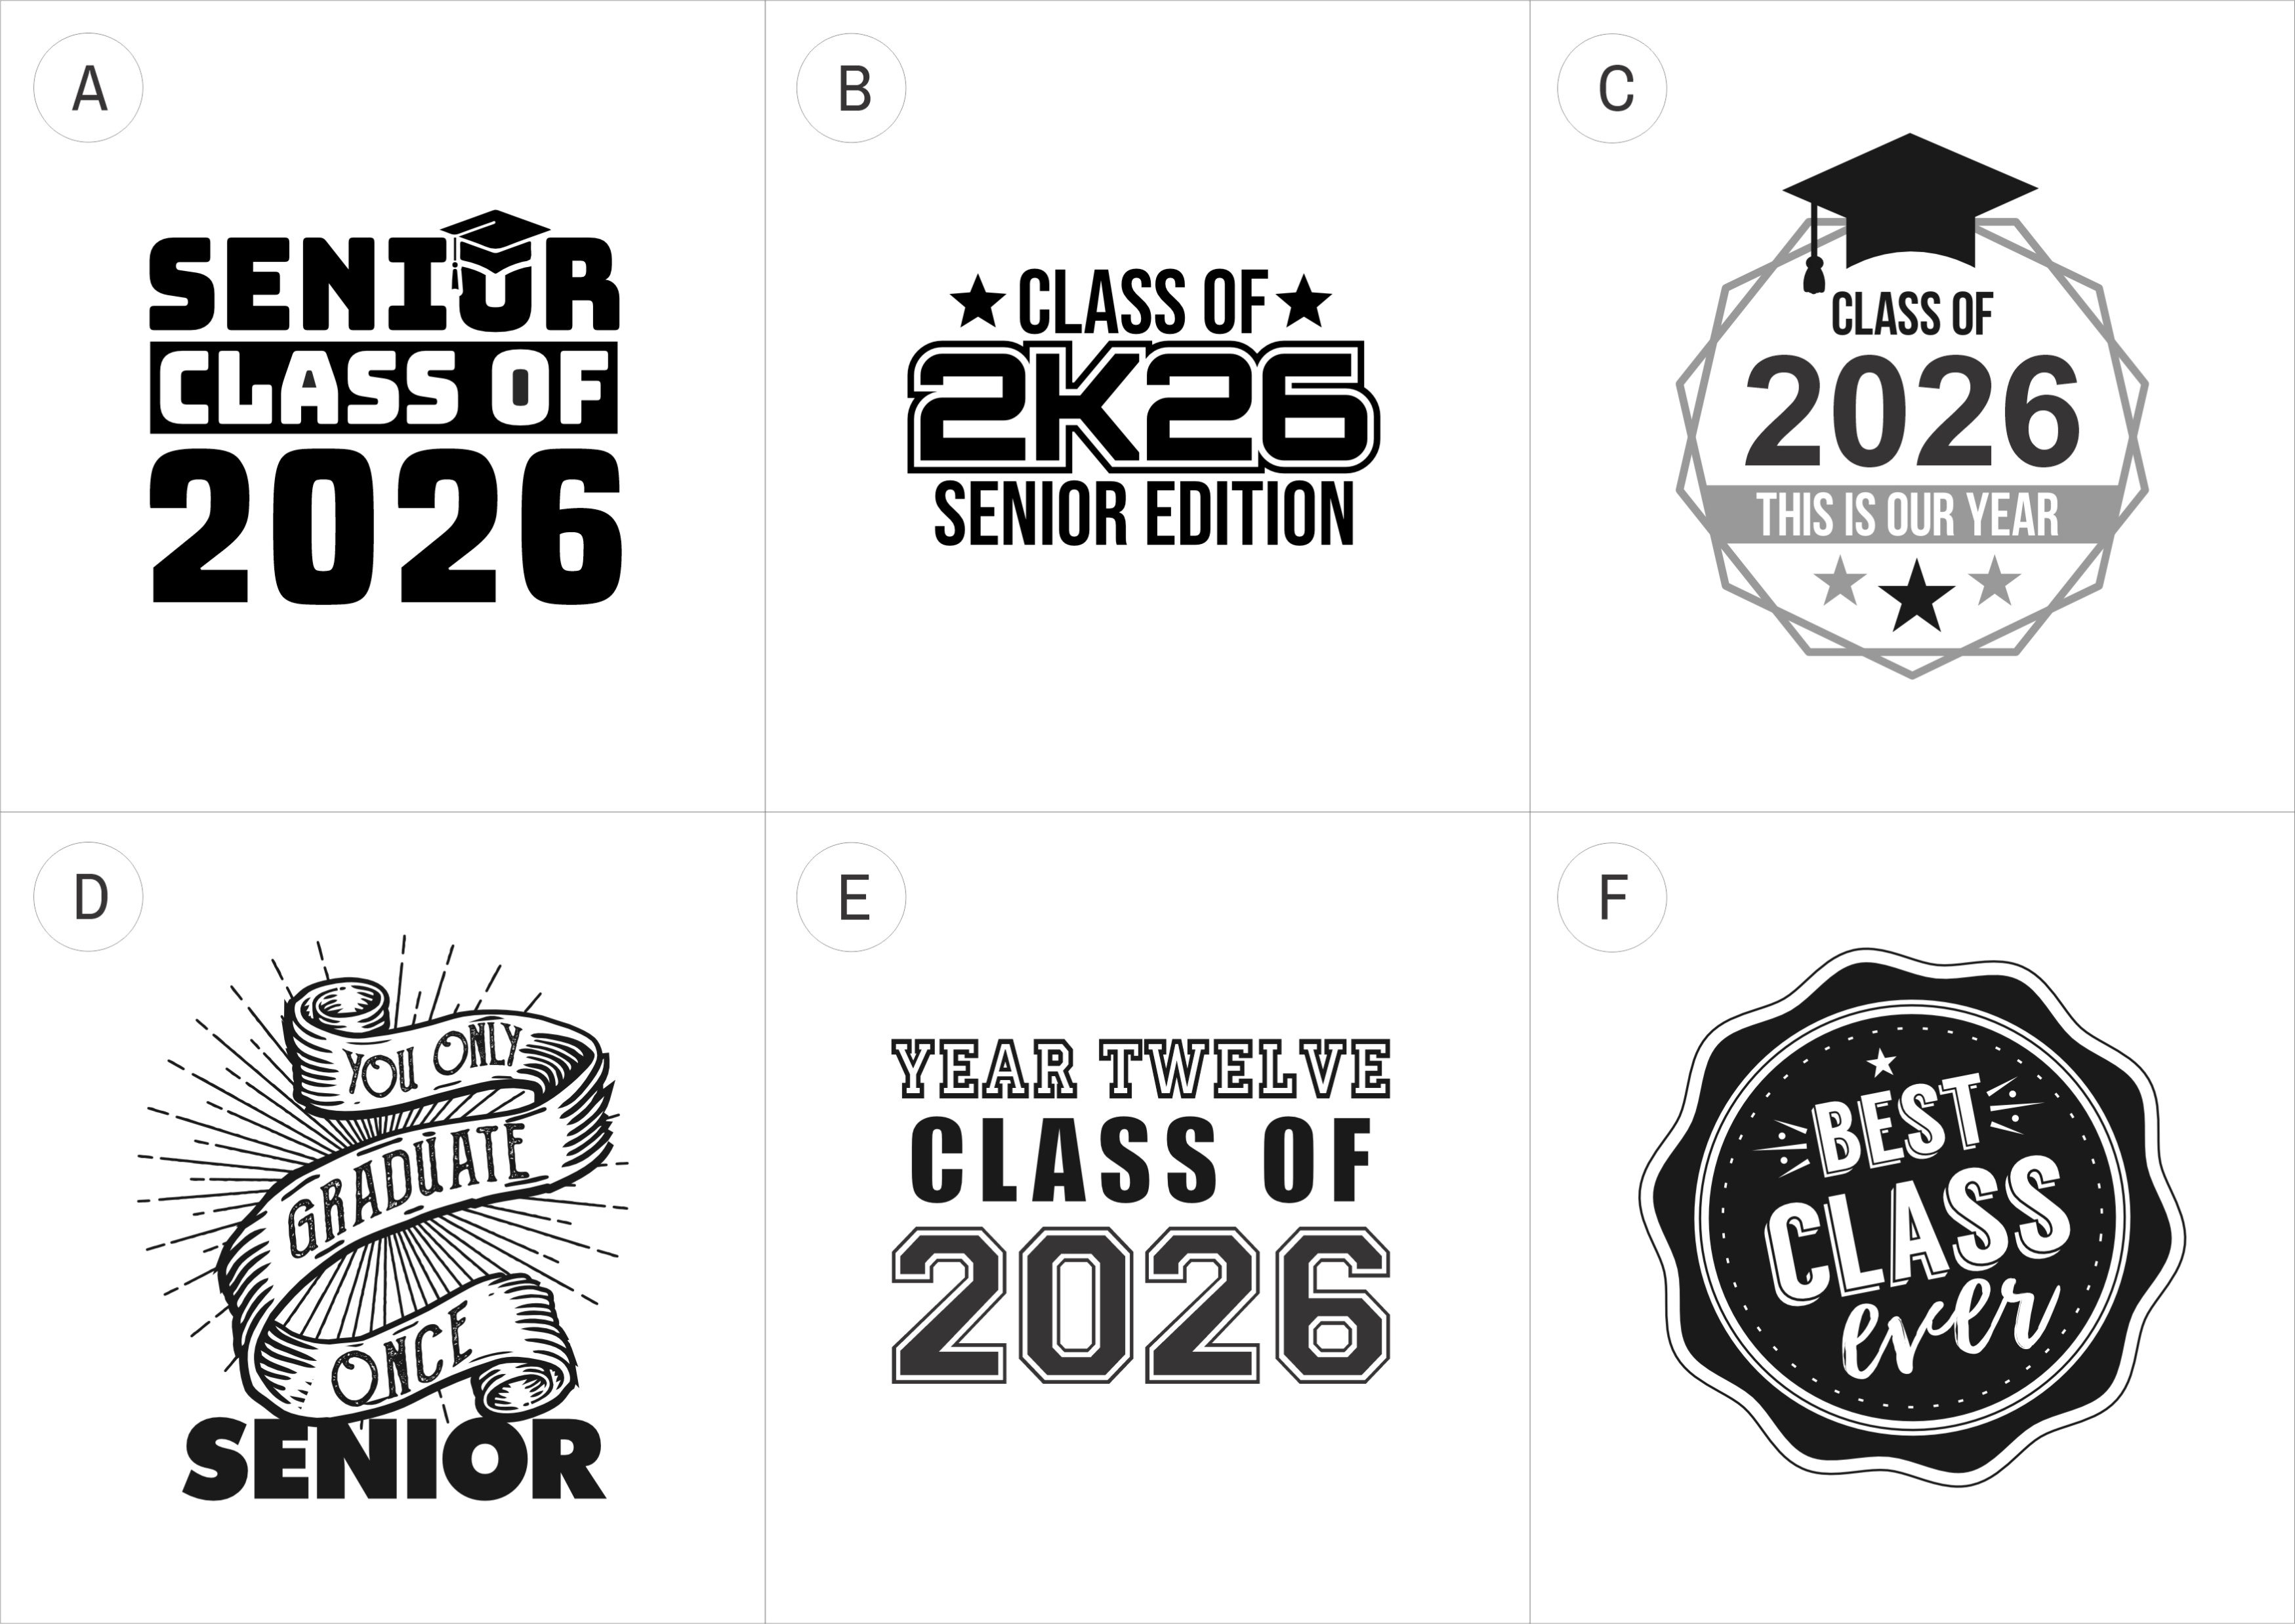 A
SENIOR
CLASS OF
2026
B
CLASS OF
2K26
SENIOR EDITION
C
CLASS OF
2026
THIS IS OUR YEAR
D
YOU ONLY
GRADUATE
ONCE
SENIOR
E
YEAR TWELVE
CLASS OF
2026
F
BEST
CLASS
ever